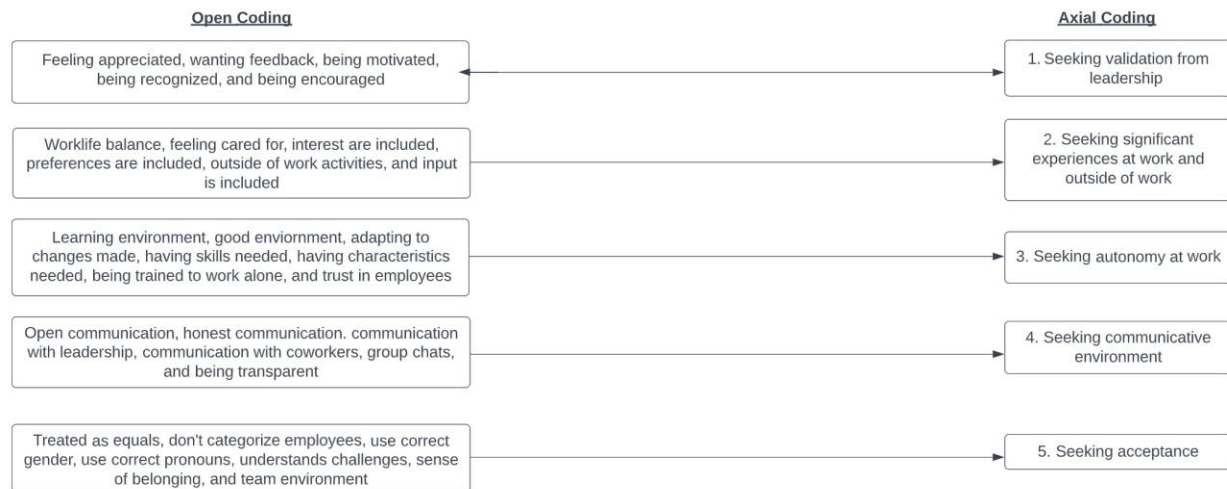 Open Coding
Axial Coding
Feeling appreciated, wanting feedback, being motivated,
being recognized, and being encouraged
1. Seeking validation from
leadership
Worklife balance, feeling cared for, interest are included,
preferences are included, outside of work activities, and input
is included
2. Seeking significant
experiences at work and
outside of work
Learning environment, good enviornment, adapting to
changes made, having skills needed, having characteristics
needed, being trained to work alone, and trust in employees
3. Seeking autonomy at work
Open communication, honest communication. communication
with leadership, communication with coworkers, group chats,
and being transparent
4. Seeking communicative
environment
Treated as equals, don't categorize employees, use correct
gender, use correct pronouns, understands challenges, sense
of belonging, and team environment
5. Seeking acceptance